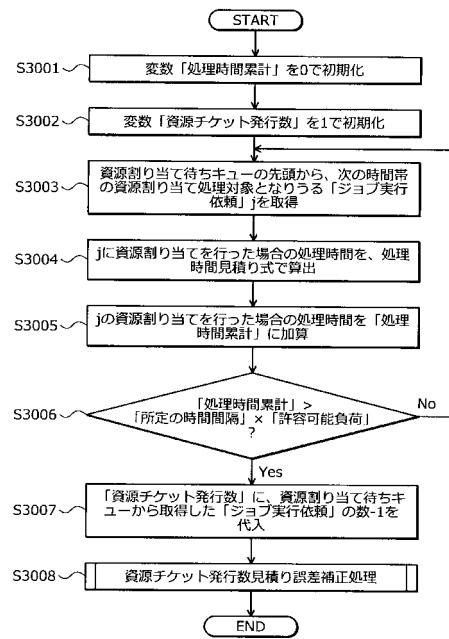 START
S3001
変数「処理時間累計」を0で初期化
S3002
変数「資源チケット発行数」を1で初期化
S3003
資源割り当て待ちキューの先頭から、次の時間帯
の資源割り当て処理対象となりうる「ジョブ実行
依頼」jを取得
S3004
jに資源割り当てを行った場合の処理時間を、処理
時間見積り式で算出
S3005
jの資源割り当てを行った場合の処理時間を「処理
時間累計」に加算
S3006
「処理時間累計」>
「所定の時間間隔」×「許容可能負荷」
?
No
Yes
S3007
「資源チケット発行数」に、資源割り当て待ちキ
ューから取得した「ジョブ実行依頼」の数-1を
代入
S3008
資源チケット発行数見積り誤差補正処理
END